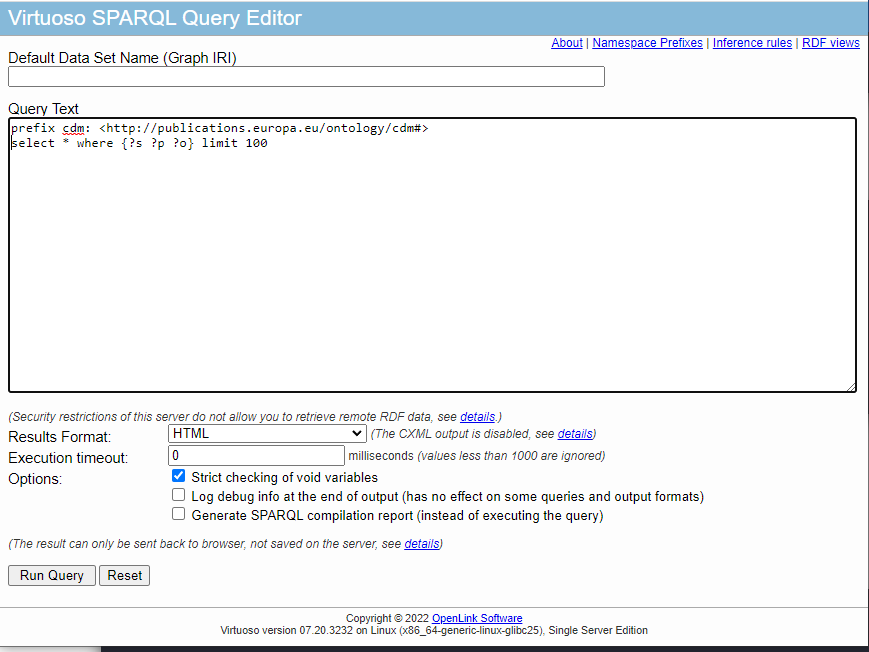 Virtuoso SPARQL Query Editor
About | Namespace Prefixes | Inference rules | RDF views
Default Data Set Name (Graph IRI)
Query Text
prefix cdm: <http://publications.europa.eu/ontology/cdm#>
select * where {?s ?p ?o} limit 100
(Security restrictions of this server do not allow you to retrieve remote RDF data, see details.)
Results Format: HTML (The CXML output is disabled, see details)
Execution timeout: 0 milliseconds (values less than 1000 are ignored)
Options: Strict checking of void variables
Log debug info at the end of output (has no effect on some queries and output formats)
Generate SPARQL compilation report (instead of executing the query)
(The result can only be sent back to browser, not saved on the server, see details)
Run Query Reset
Copyright © 2022 OpenLink Software
Virtuoso version 07.20.3232 on Linux (x86_64-generic-linux-glibc25), Single Server Edition